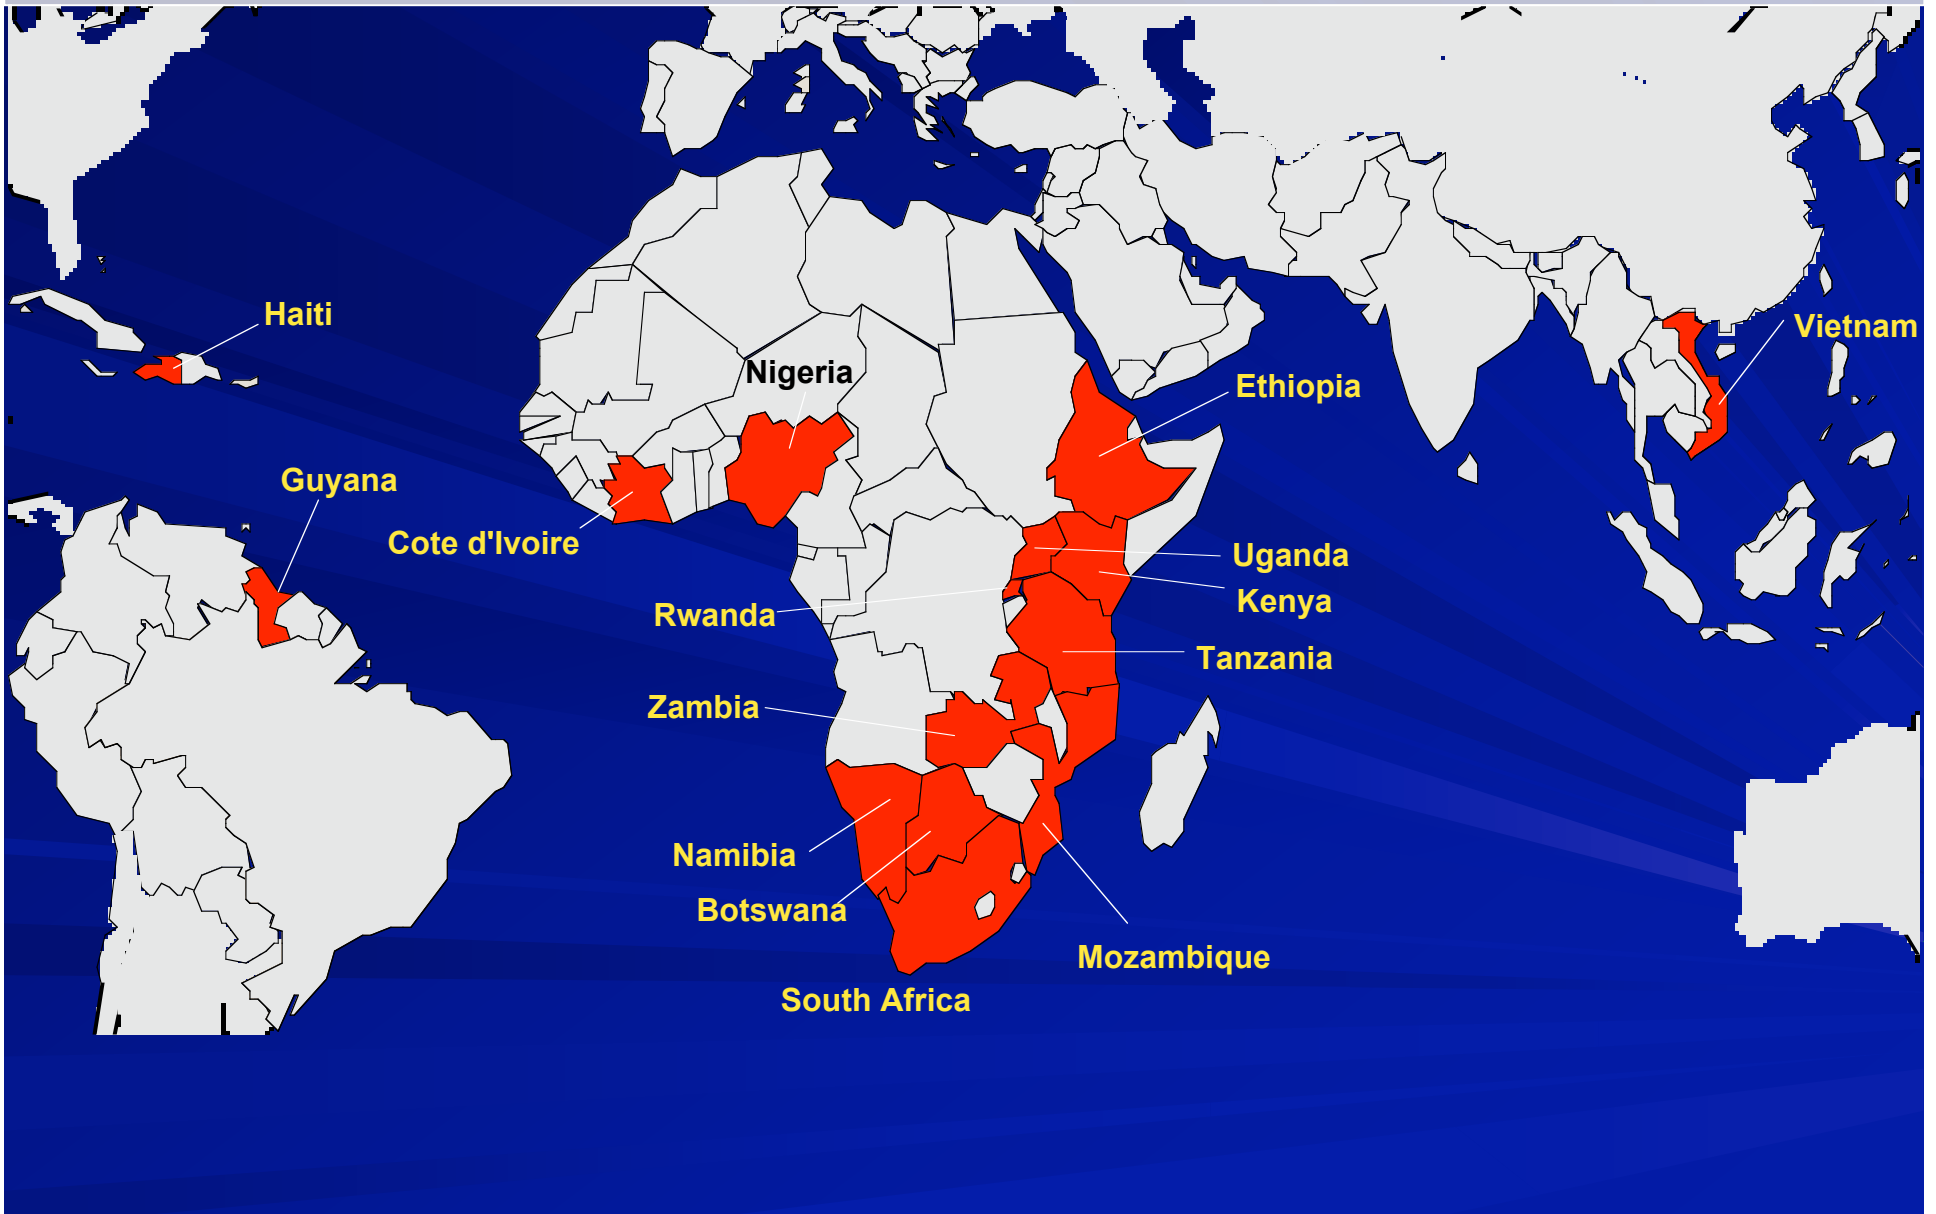 Haiti
Vietnam
Nigeria
Ethiopia
Guyana
Cote d'Ivoire
Uganda
Kenya
Rwanda
Tanzania
Zambia
Namibia
Botswana
Mozambique
South Africa